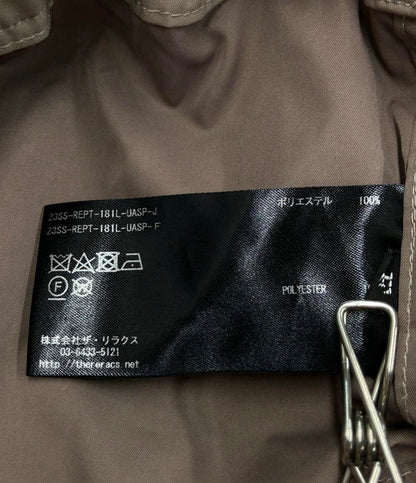 23SS-REPT-181L-UASP-J
23SS-REPT-181L-UASP-F
ポリエステル 100%
POLYESTER
F W
株式会社ザ・リラクス
03-6433-5121
http://thereracs.net